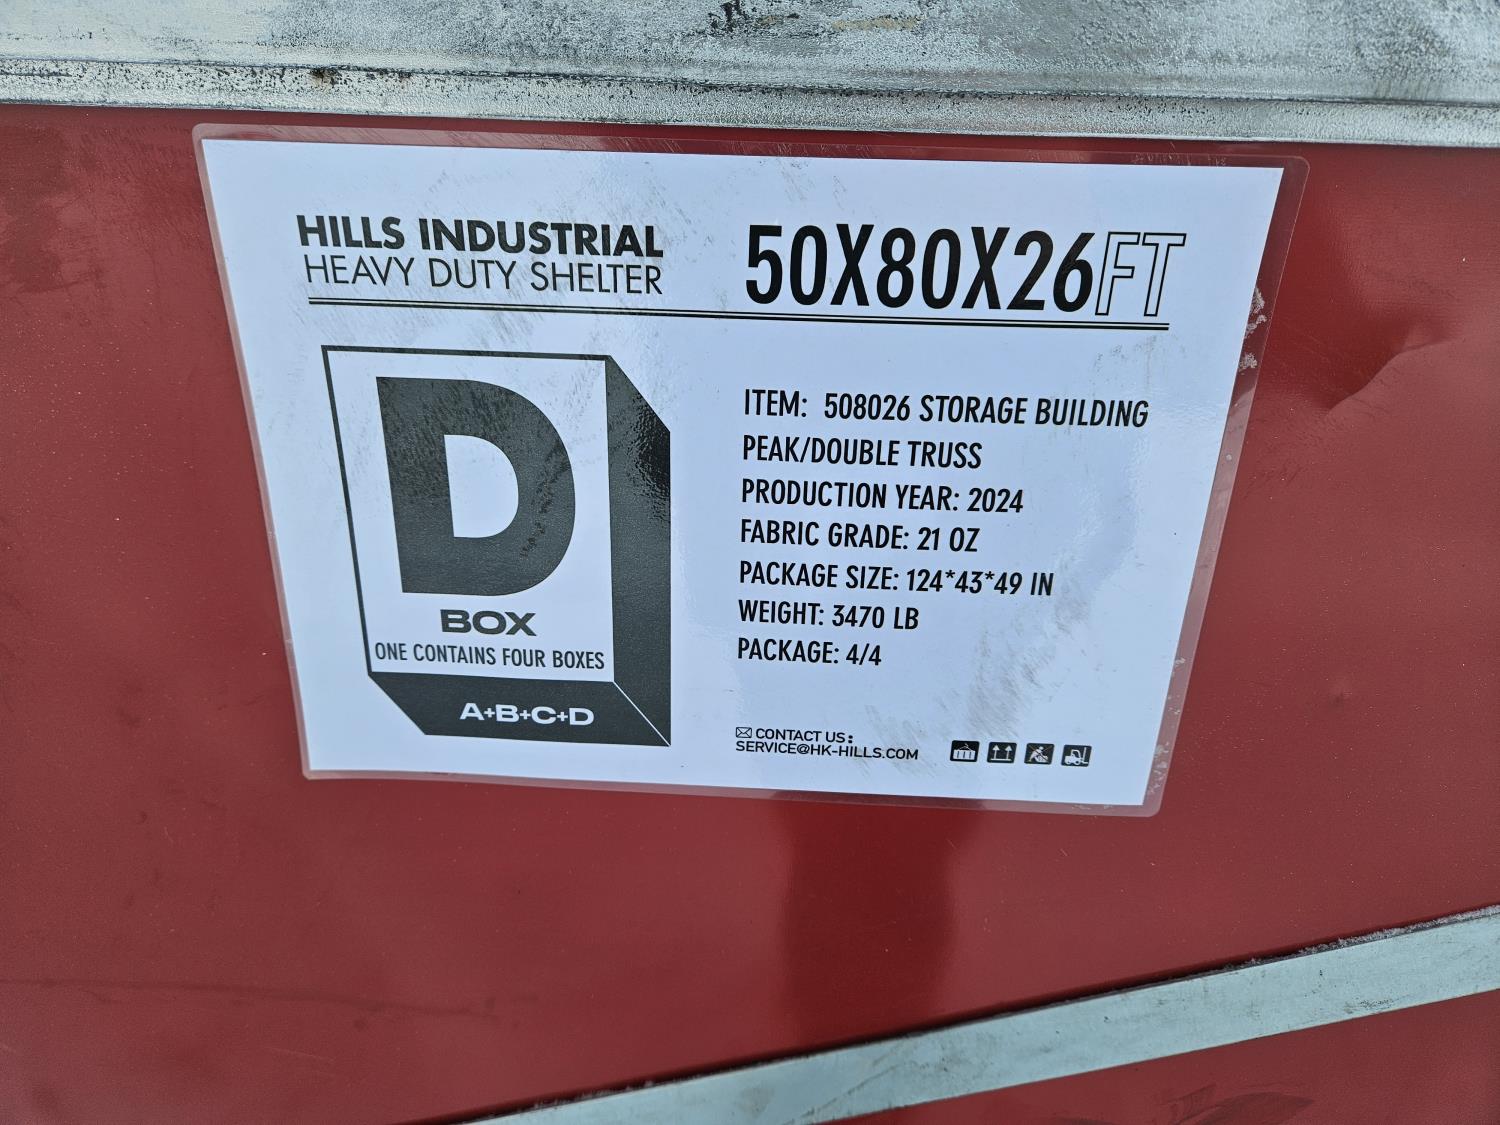 HILLS INDUSTRIAL
HEAVY DUTY SHELTER
50X80X26FT
D
BOX
ONE CONTAINS FOUR BOXES
A+B+C+D
ITEM: 508026 STORAGE BUILDING
PEAK/DOUBLE TRUSS
PRODUCTION YEAR: 2024
FABRIC GRADE: 21 OZ
PACKAGE SIZE: 124*43*49 IN
WEIGHT: 3470 LB
PACKAGE: 4/4
CONTACT US:
SERVICE@HK-HILLS.COM